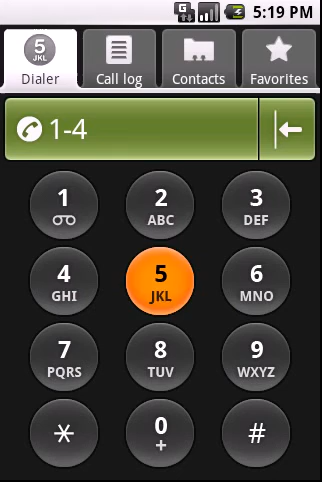 5:19 PM
5
JKL
Dialer
Call log
Contacts
Favorites
1-4
1
2
ABC
3
DEF
4
GHI
5
JKL
6
MNO
7
PQRS
8
TUV
9
WXYZ
*
0
+
#